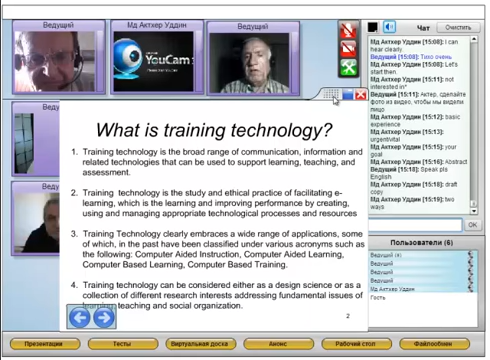 Ведущий
Мд Актхер Уддин
Ведущий
YouCam
Чат
Очистить
Мд Актхер Уддин [15:08]: I can
hear clearly.
Ведущий [15:08]: Тихо очень
Мд Актхер Уддин [15:08]: Let's
start then.
Мд Актхер Уддин [15:11]: not
interested in"
Ведущий [15:11]: Актер, сделайте
фото из видео, чтобы мы видели
лицо
Мд Актхер Уддин [15:12]: basic
experience
Мд Актхер Уддин [15:13]:
urgentvital
Мд Актхер Уддин [15:15]: your
goal
Мд Актхер Уддин [15:16]: Abstract
Ведущий [15:18]: Speak pls
English
Мд Актхер Уддин [15:18]: draft
copy
Мд Актхер Уддин [15:19]: two
ways
OK
Пользователи (6)
Ведущий (я)
Ведущий
Ведущий
Ведущий
Мд Актхер Уддин
Гость
Веду
Веду
What is training technology?
1. Training technology is the broad range of communication, information and
related technologies that can be used to support learning, teaching, and
assessment.
2. Training technology is the study and ethical practice of facilitating e-
learning, which is the learning and improving performance by creating,
using and managing appropriate technological processes and resources
3. Training Technology clearly embraces a wide range of applications, some
of which, in the past have been classified under various acronyms such as
the following: Computer Aided Instruction, Computer Aided Learning,
Computer Based Learning, Computer Based Training.
4. Training technology can be considered either as a design science or as a
collection of different research interests addressing fundamental issues of
learning, teaching and social organization.
2
Презентации
Тесты
Виртуальная доска
Анонс
Рабочий стол
Файлообмен